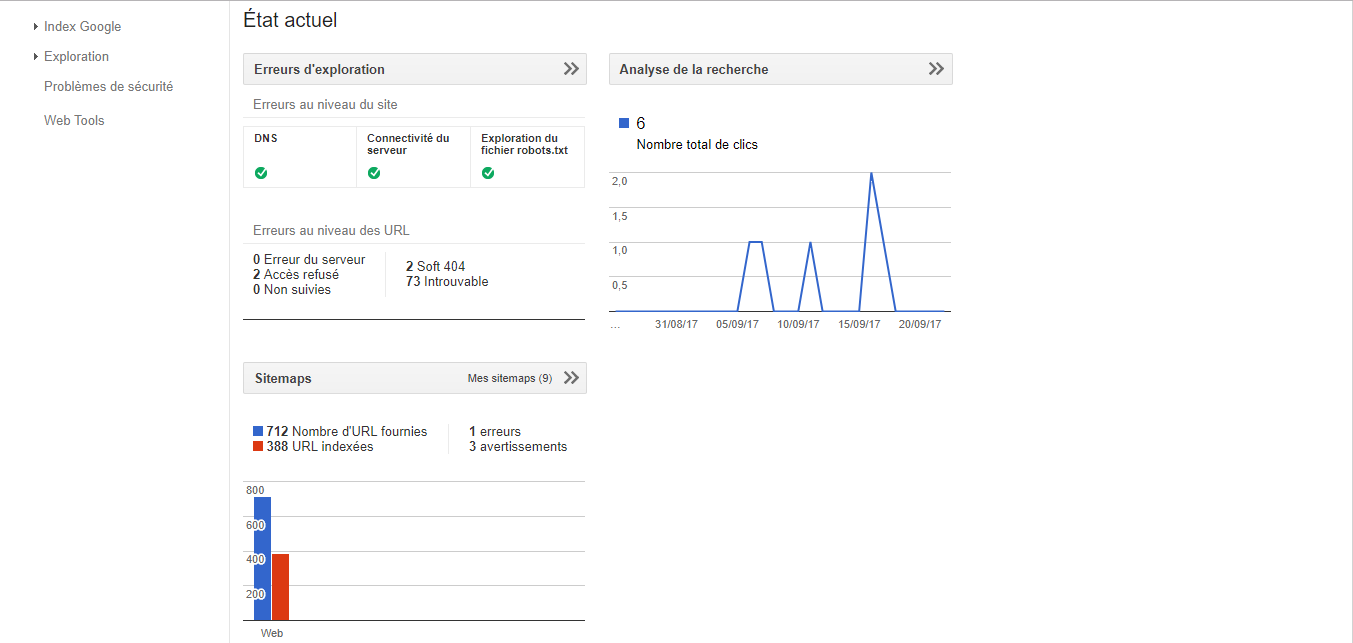 Index Google
Exploration
Problèmes de sécurité
Web Tools
État actuel
Erreurs d'exploration
Erreurs au niveau du site
DNS
Connectivité du
serveur
Exploration du
fichier robots.txt
Erreurs au niveau des URL
0 Erreur du serveur
2 Accès refusé
0 Non suivies
2 Soft 404
73 Introuvable
Analyse de la recherche
6
Nombre total de clics
2,0
1,5
1,0
0,5
... 31/08/17 05/09/17 10/09/17 15/09/17 20/09/17
Sitemaps Mes sitemaps (9)
712 Nombre d'URL fournies
388 URL indexées
1 erreurs
3 avertissements
800
600
400
200
Web